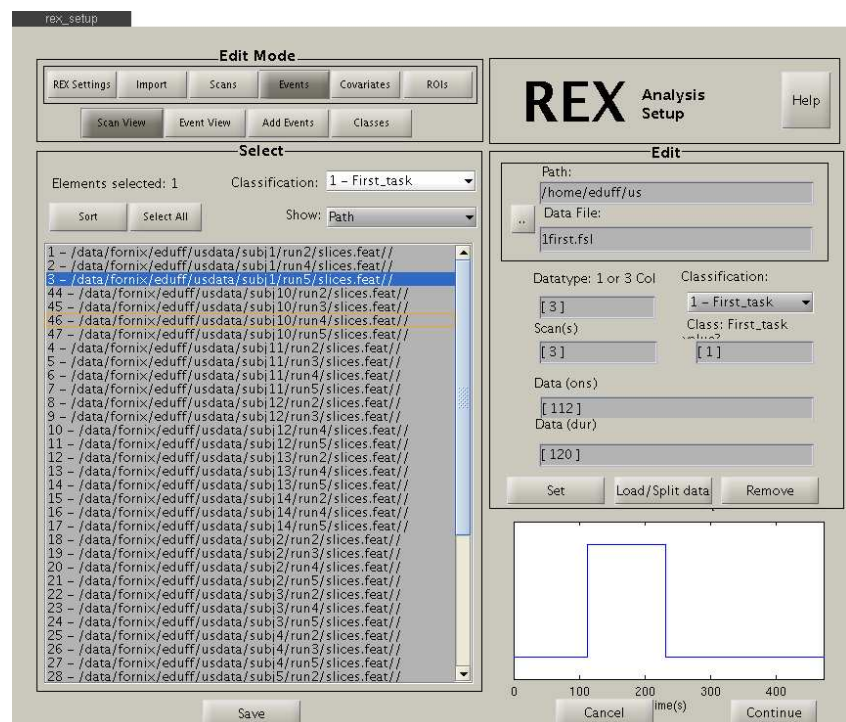 rex_setup
Edit Mode
REX Settings Import Scans Events Covariates ROIs
Scan View Event View Add Events Classes
REX Analysis Setup
Help
Select
Elements selected: 1 Classification: 1 - First_task
Sort Select All Show: Path
1 - /data/fornix/eduff/usdata/subj1/run2/slices.feat//
2 - /data/fornix/eduff/usdata/subj1/run4/slices.feat//
3 - /data/fornix/eduff/usdata/subj1/run5/slices.feat//
44 - /data/fornix/eduff/usdata/subj10/run2/slices.feat//
45 - /data/fornix/eduff/usdata/subj10/run3/slices.feat//
46 - /data/fornix/eduff/usdata/subj10/run4/slices.feat//
47 - /data/fornix/eduff/usdata/subj10/run5/slices.feat//
4 - /data/fornix/eduff/usdata/subj11/run2/slices.feat//
5 - /data/fornix/eduff/usdata/subj11/run3/slices.feat//
6 - /data/fornix/eduff/usdata/subj11/run4/slices.feat//
7 - /data/fornix/eduff/usdata/subj11/run5/slices.feat//
8 - /data/fornix/eduff/usdata/subj12/run2/slices.feat//
9 - /data/fornix/eduff/usdata/subj12/run3/slices.feat//
10 - /data/fornix/eduff/usdata/subj12/run4/slices.feat//
11 - /data/fornix/eduff/usdata/subj12/run5/slices.feat//
12 - /data/fornix/eduff/usdata/subj13/run2/slices.feat//
13 - /data/fornix/eduff/usdata/subj13/run4/slices.feat//
14 - /data/fornix/eduff/usdata/subj13/run5/slices.feat//
15 - /data/fornix/eduff/usdata/subj14/run2/slices.feat//
16 - /data/fornix/eduff/usdata/subj14/run4/slices.feat//
17 - /data/fornix/eduff/usdata/subj14/run5/slices.feat//
18 - /data/fornix/eduff/usdata/subj2/run2/slices.feat//
19 - /data/fornix/eduff/usdata/subj2/run3/slices.feat//
20 - /data/fornix/eduff/usdata/subj2/run4/slices.feat//
21 - /data/fornix/eduff/usdata/subj2/run5/slices.feat//
22 - /data/fornix/eduff/usdata/subj3/run2/slices.feat//
23 - /data/fornix/eduff/usdata/subj3/run4/slices.feat//
24 - /data/fornix/eduff/usdata/subj3/run5/slices.feat//
25 - /data/fornix/eduff/usdata/subj4/run2/slices.feat//
26 - /data/fornix/eduff/usdata/subj4/run3/slices.feat//
27 - /data/fornix/eduff/usdata/subj4/run5/slices.feat//
28 - /data/fornix/eduff/usdata/subj5/run2/slices.feat//
Save
Edit
Path:
/home/eduff/us
.. Data File:
1first.fsl
Datatype: 1 or 3 Col Classification:
[ 3 ] 1 - First_task
Scan(s) Class: First_task
[ 3 ] [ 1 ]
Data (ons)
[ 112 ]
Data (dur)
[ 120 ]
Set Load/Split data Remove
0 100 200 300 400
ime(s)
Cancel Continue